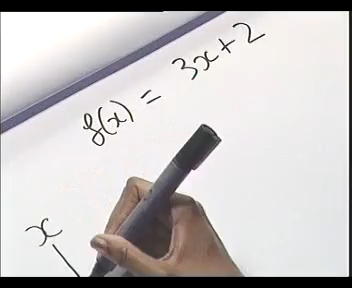 f(x) = 3x+2
x